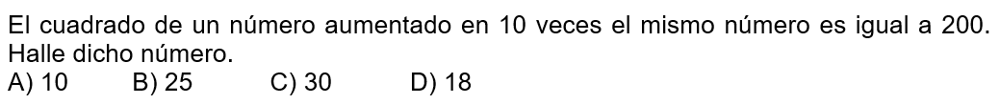 El cuadrado de un número aumentado en 10 veces el mismo número es igual a 200.
Halle dicho número.
A) 10 B) 25 C) 30 D) 18